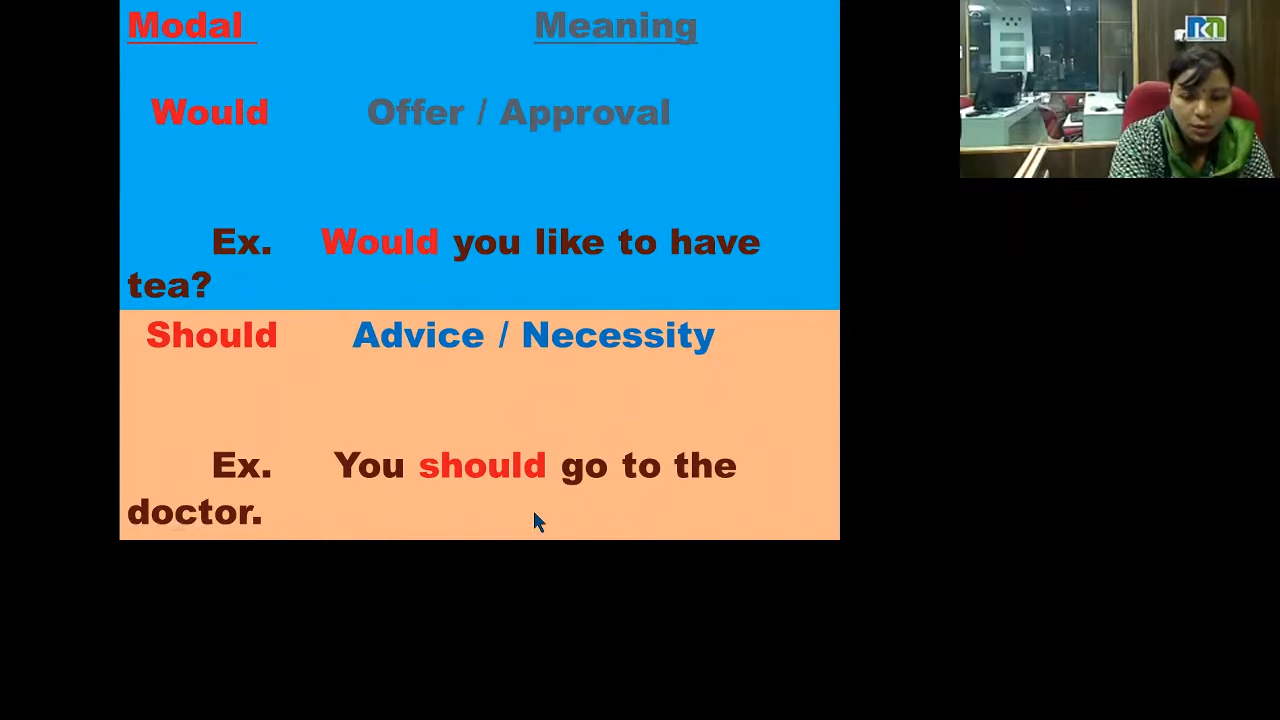 Modal Meaning
Would Offer / Approval
Ex. Would you like to have
tea?
Should Advice / Necessity
Ex. You should go to the
doctor.